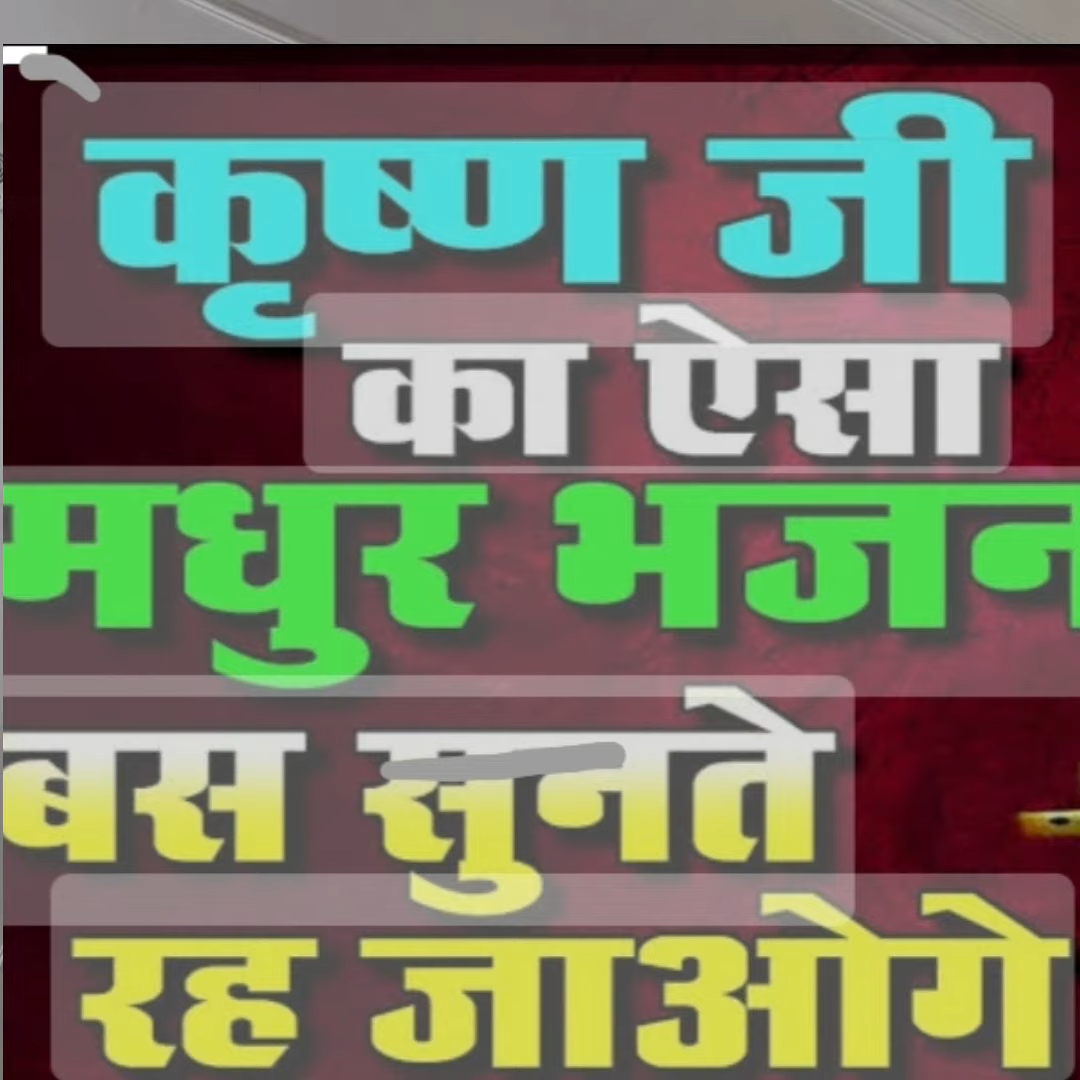 कृष्ण जी
का ऐसा
मधुर भजन
बस सुनते
रह जाओगे